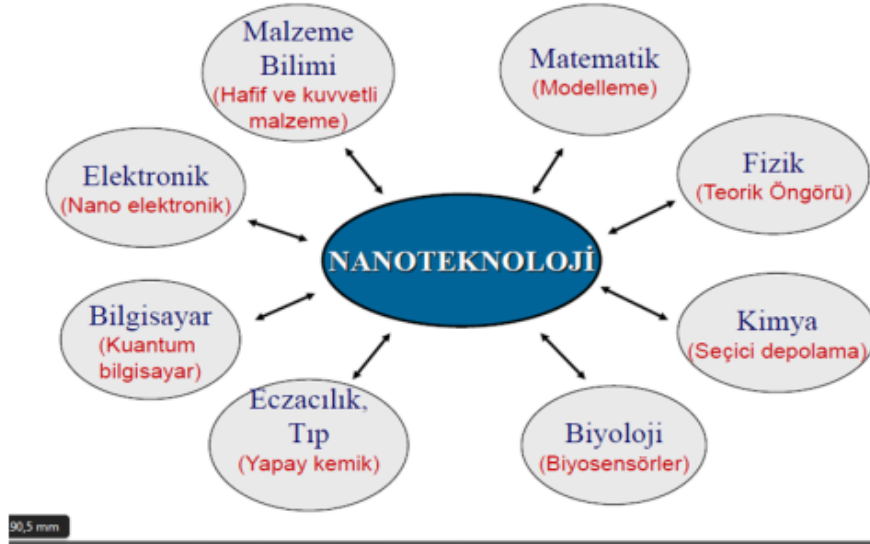 Malzeme
Bilimi
(Hafif ve kuvvetli
malzeme)
Matematik
(Modelleme)
Elektronik
(Nano elektronik)
Fizik
(Teorik Öngörü)
NANOTEKNOLOJİ
Bilgisayar
(Kuantum
bilgisayar)
Kimya
(Seçici depolama)
Eczacılık,
Tıp
(Yapay kemik)
Biyoloji
(Biyosensörler)
90,5 mm